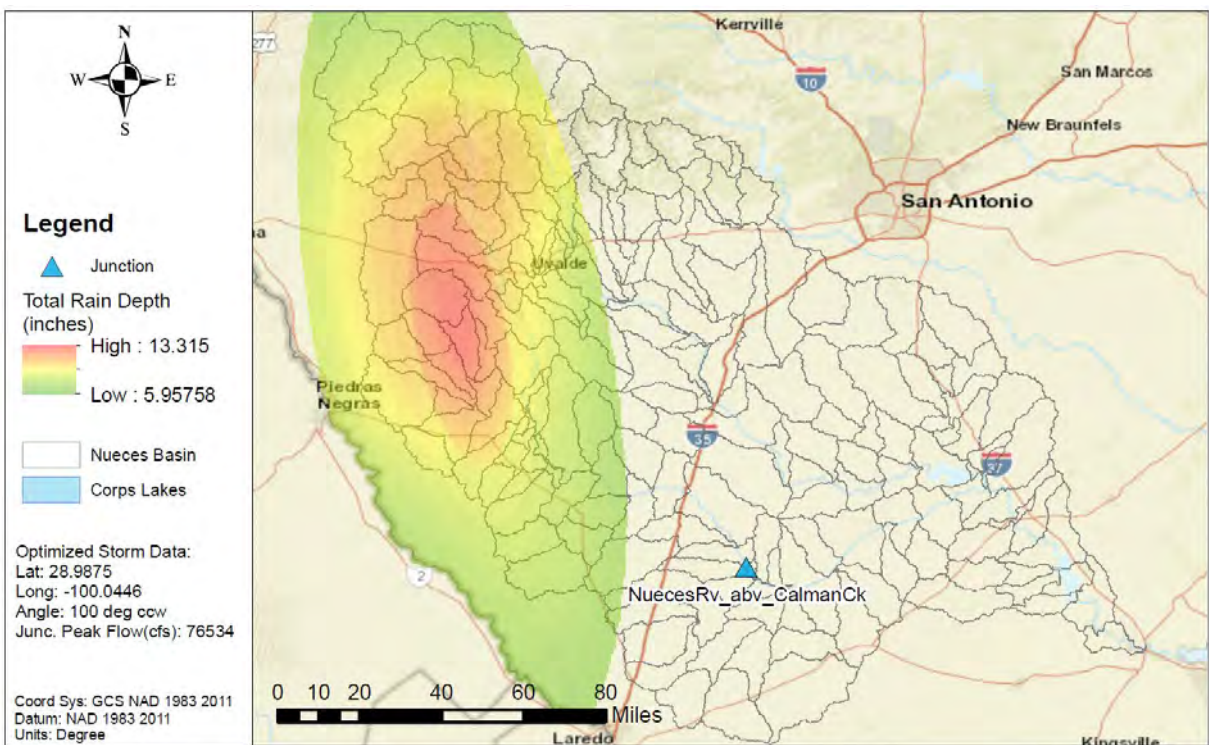 N
W E
S
Legend
Junction
Total Rain Depth
(inches)
High : 13.315
Low : 5.95758
Nueces Basin
Corps Lakes
Optimized Storm Data:
Lat: 28.9875
Long: -100.0446
Angle: 100 deg ccw
Junc. Peak Flow(cfs): 76534
Coord Sys: GCS NAD 1983 2011
Datum: NAD 1983 2011
Units: Degree
277
Kerrville
10
San Marcos
New Braunfels
San Antonio
na
Uvalde
Piedras
Negras
35
37
2
NuecesRv_abv_CalmanCk
0 10 20 40 60 80
Miles
Laredo
Kingsville